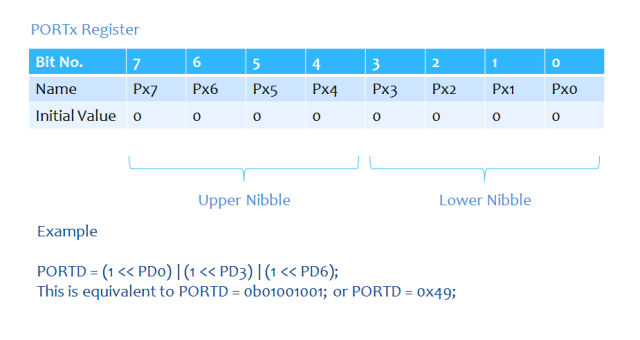 PORTx Register
Bit No. 7 6 5 4 3 2 1 0
Name Px7 Px6 Px5 Px4 Px3 Px2 Px1 Px0
Initial Value 0 0 0 0 0 0 0 0
Upper Nibble Lower Nibble
Example
PORTD = (1 << PD0) | (1 << PD3) | (1 << PD6);
This is equivalent to PORTD = 0b01001001; or PORTD = 0x49;